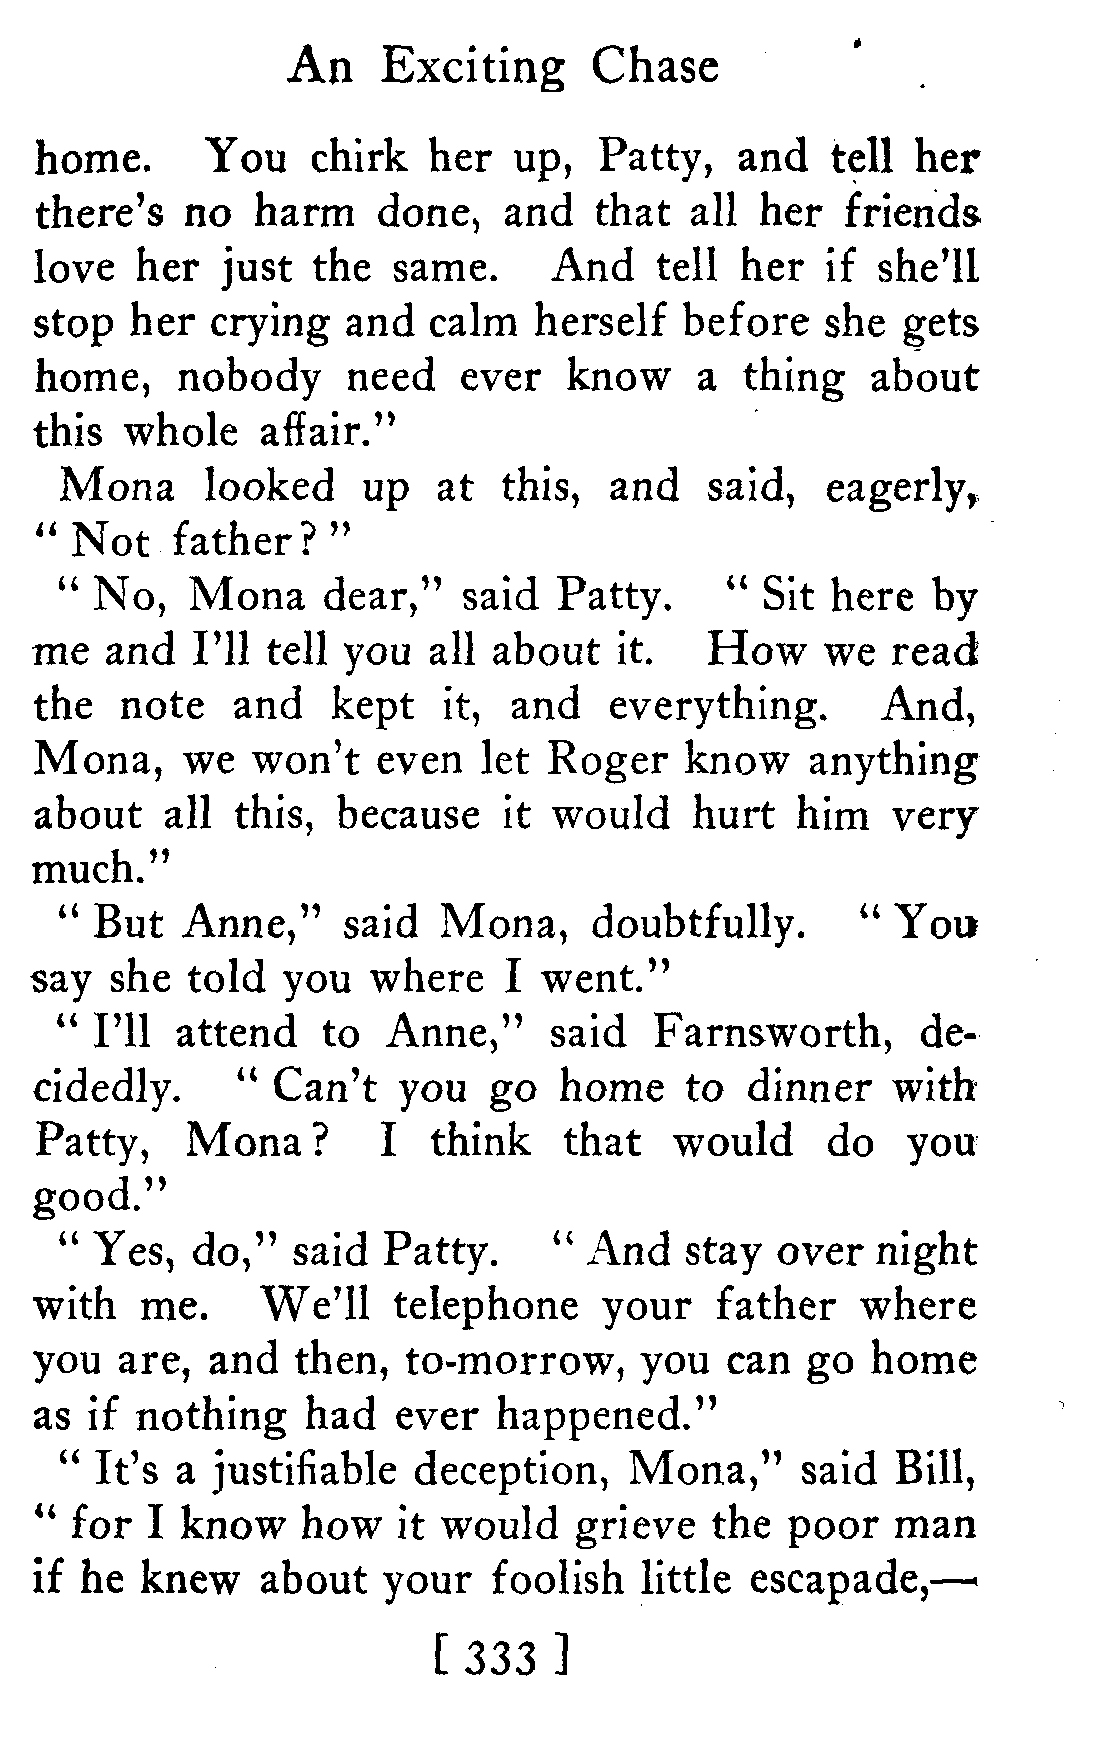 An Exciting Chase
home. You chirk her up, Patty, and tell her
there's no harm done, and that all her friends
love her just the same. And tell her if she'll
stop her crying and calm herself before she gets
home, nobody need ever know a thing about
this whole affair."
Mona looked up at this, and said, eagerly,
" Not father? "
" No, Mona dear," said Patty. " Sit here by
me and I'll tell you all about it. How we read
the note and kept it, and everything. And,
Mona, we won't even let Roger know anything
about all this, because it would hurt him very
much."
" But Anne," said Mona, doubtfully. " You
say she told you where I went."
" I'll attend to Anne," said Farnsworth, de-
cidedly. " Can't you go home to dinner with
Patty, Mona? I think that would do you
good."
" Yes, do," said Patty. " And stay over night
with me. We'll telephone your father where
you are, and then, to-morrow, you can go home
as if nothing had ever happened."
" It's a justifiable deception, Mona," said Bill,
" for I know how it would grieve the poor man
if he knew about your foolish little escapade,—
[ 333 ]